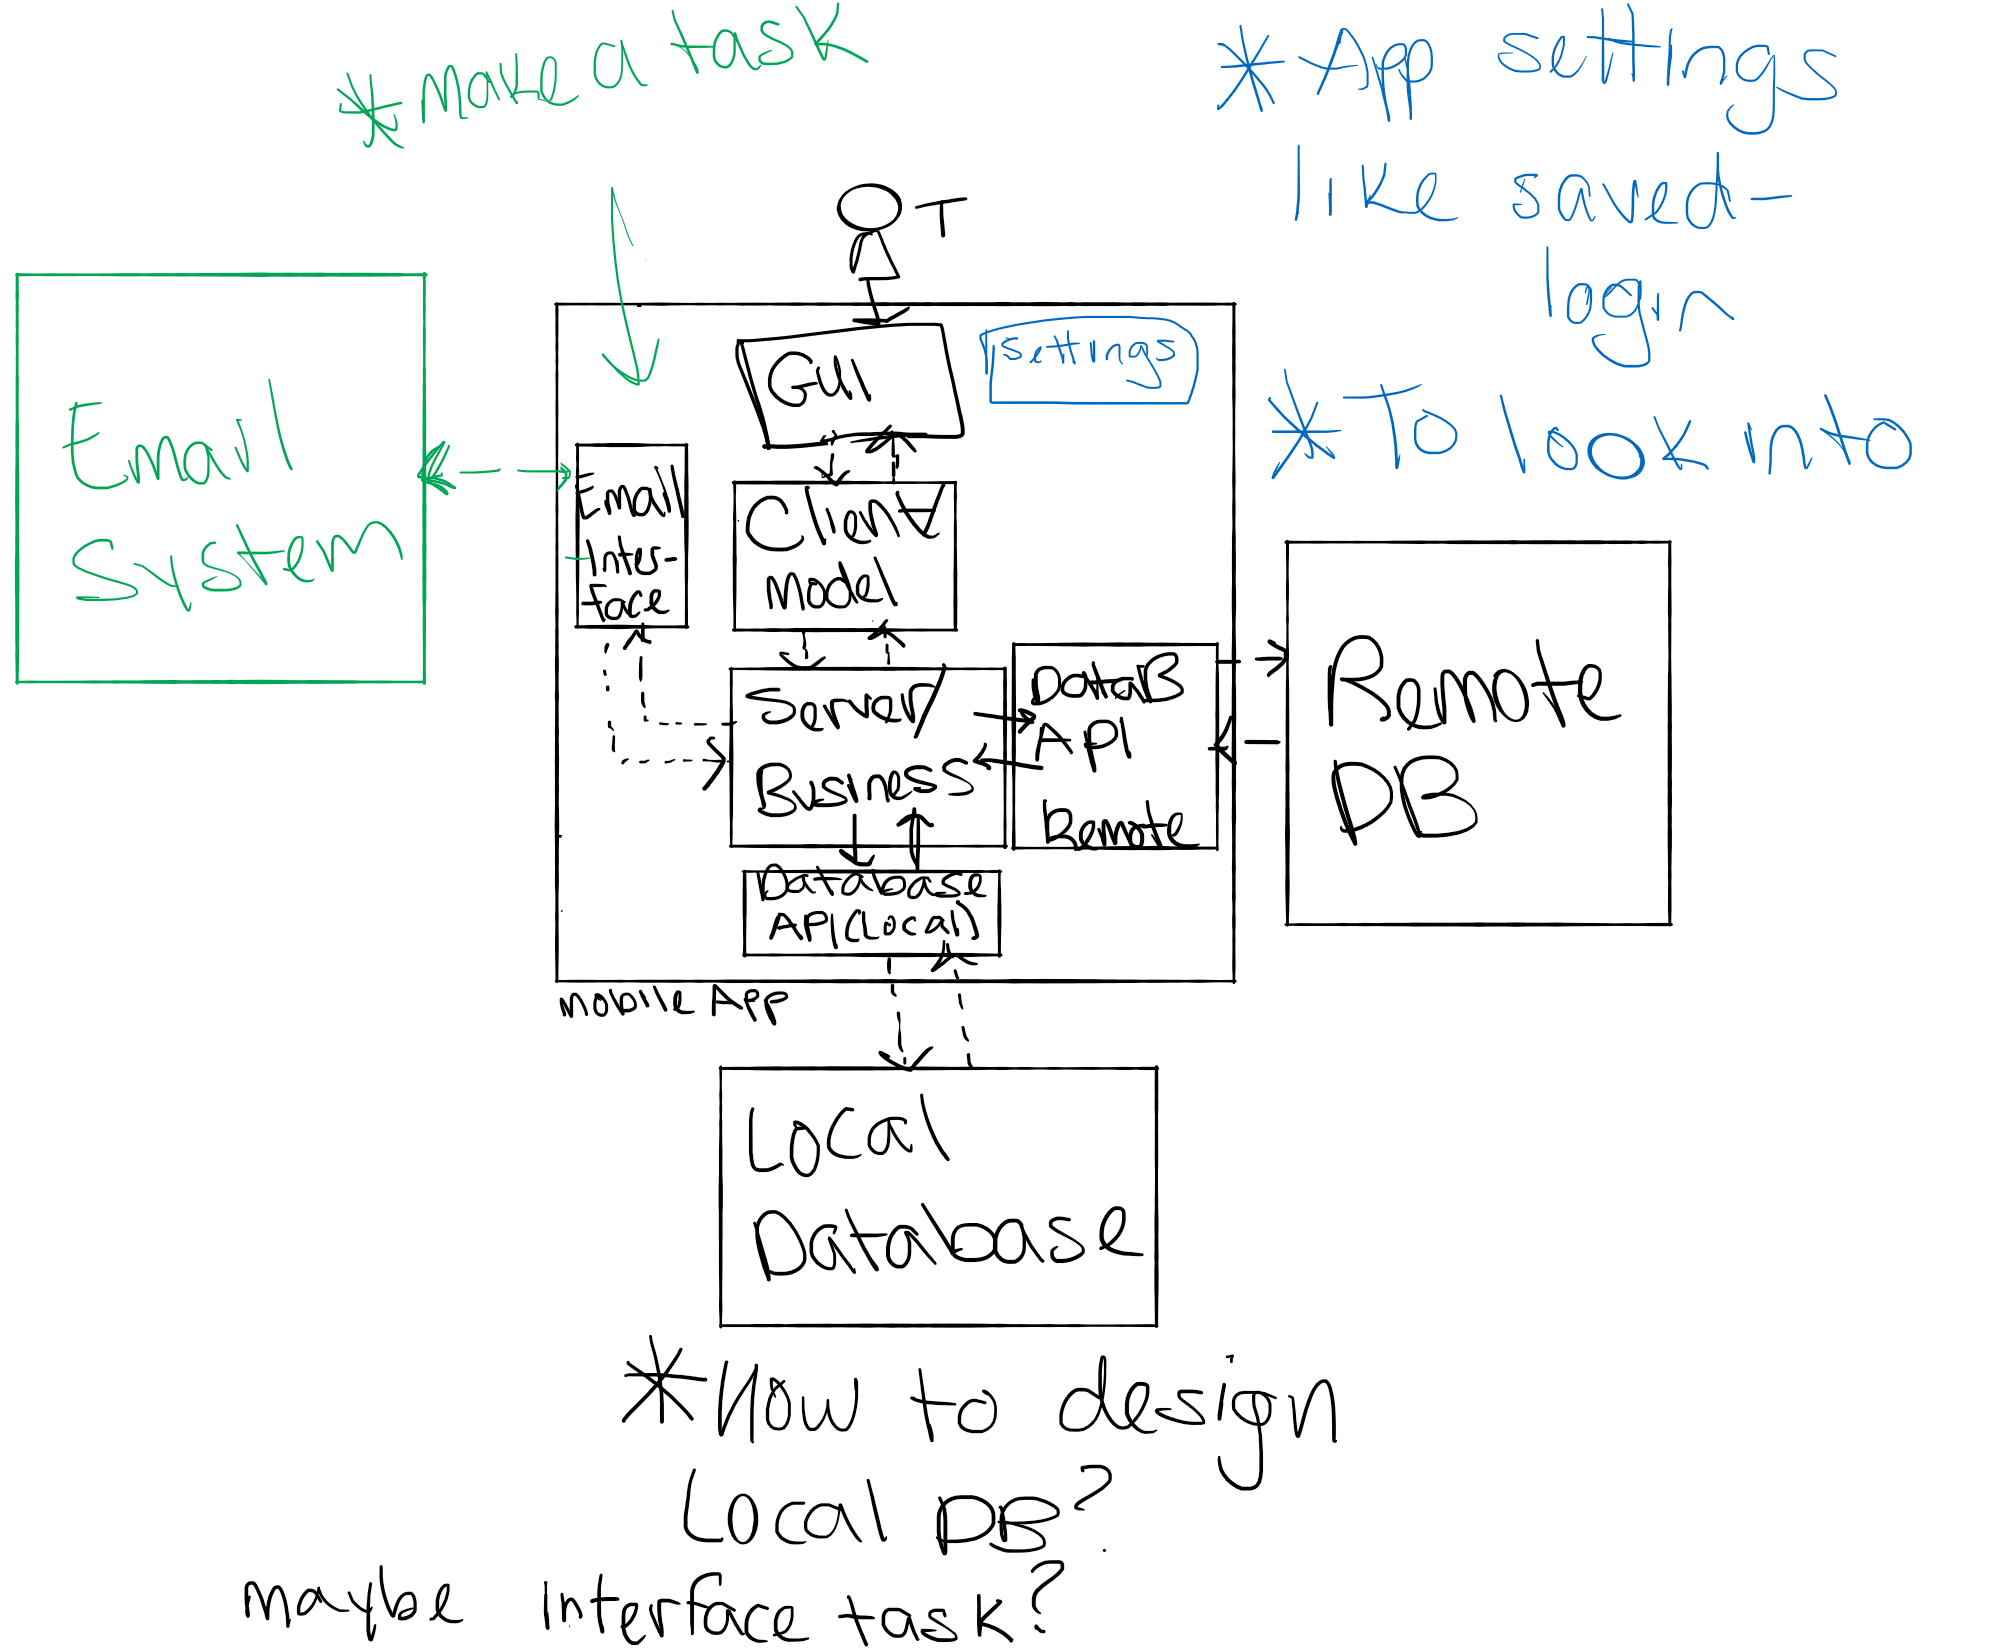 *make a task
*App settings
like saved-
login
*To look into
T
GUI
settings
Email
System
Email
Inter-
face
Client
Model
Server/
Business
DataB
API
Remote
Remote
DB
Database
API(Local)
mobile App
Local
Database
*How to design
Local DB?
maybe interface task?